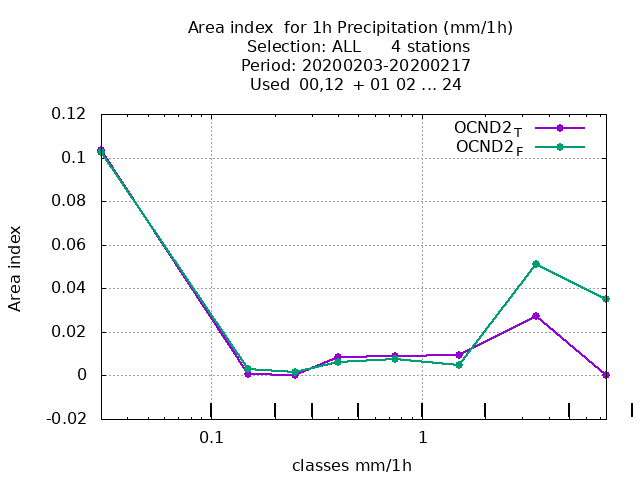 Area index  for 1h Precipitation (mm/1h)
Selection: ALL      4 stations
Period: 20200203-20200217
Used  00,12  + 01 02 ... 24
OCND2T
OCND2F
0.12
0.1
0.08
0.06
0.04
0.02
0
-0.02
Area index
0.1
1
classes mm/1h